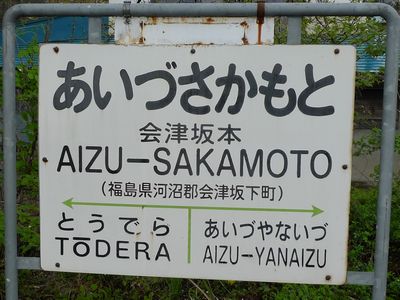 あいづさかもと
会津坂本
AIZU－SAKAMOTO
（福島県河沼郡会津坂下町）
とうでら あいづやないづ
TŌDERA AIZU－YANAIZU